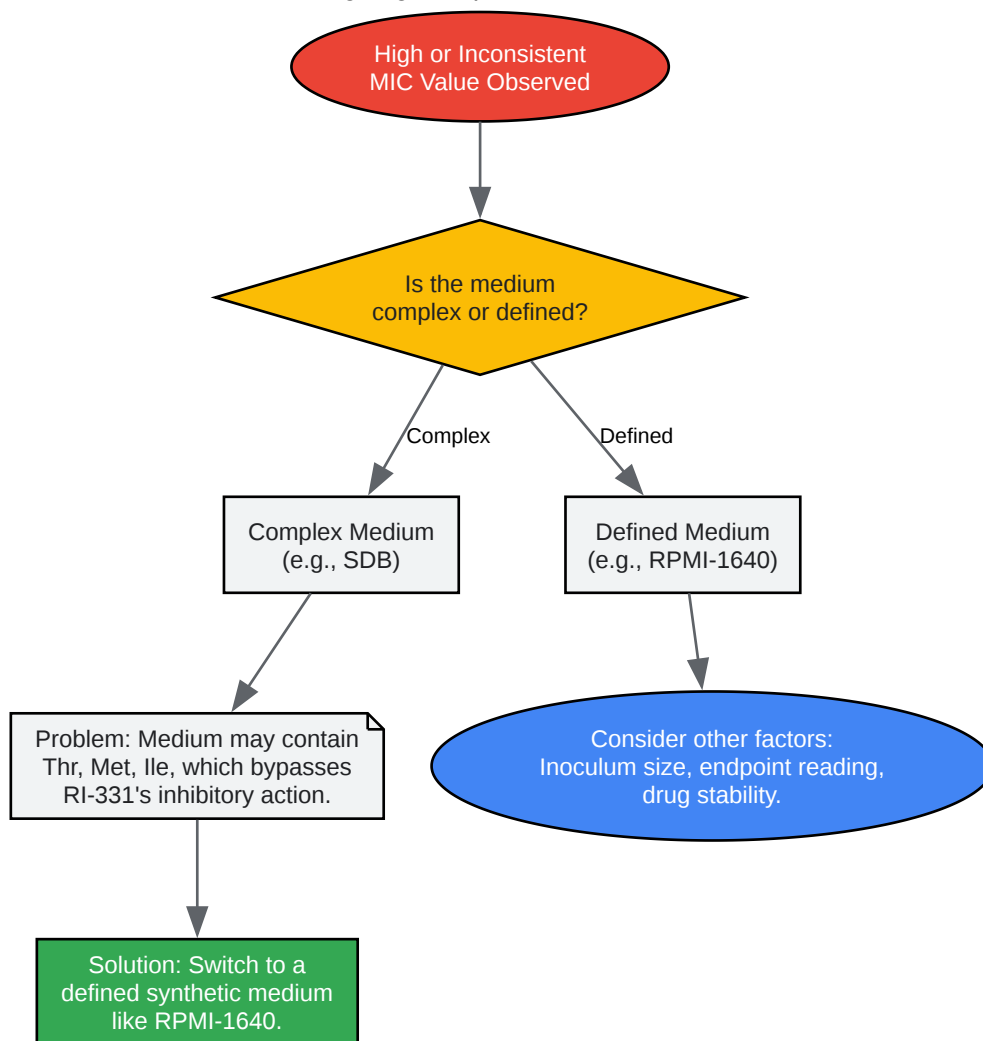 High or Inconsistent
MIC Value Observed
Is the medium
complex or defined?
Complex
Defined
Complex Medium
(e.g., SDB)
Defined Medium
(e.g., RPMI-1640)
Problem: Medium may contain
Thr, Met, Ile, which bypasses
RI-331's inhibitory action.
Consider other factors:
Inoculum size, endpoint reading,
drug stability.
Solution: Switch to a
defined synthetic medium
like RPMI-1640.